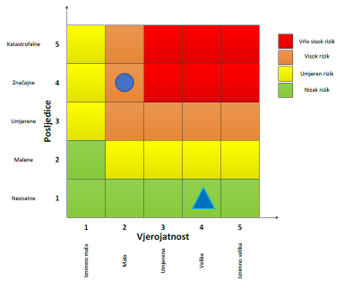 Katastrofalne 5
Značajne 4
Umjerene 3
Malene 2
Neznatne 1
Posljedice
1 2 3 4 5
Vjerojatnost
Iznimno mala
Mala
Umjerena
Velika
Iznimno velika
Vrlo visok rizik
Visok rizik
Umjeren rizik
Nizak rizik